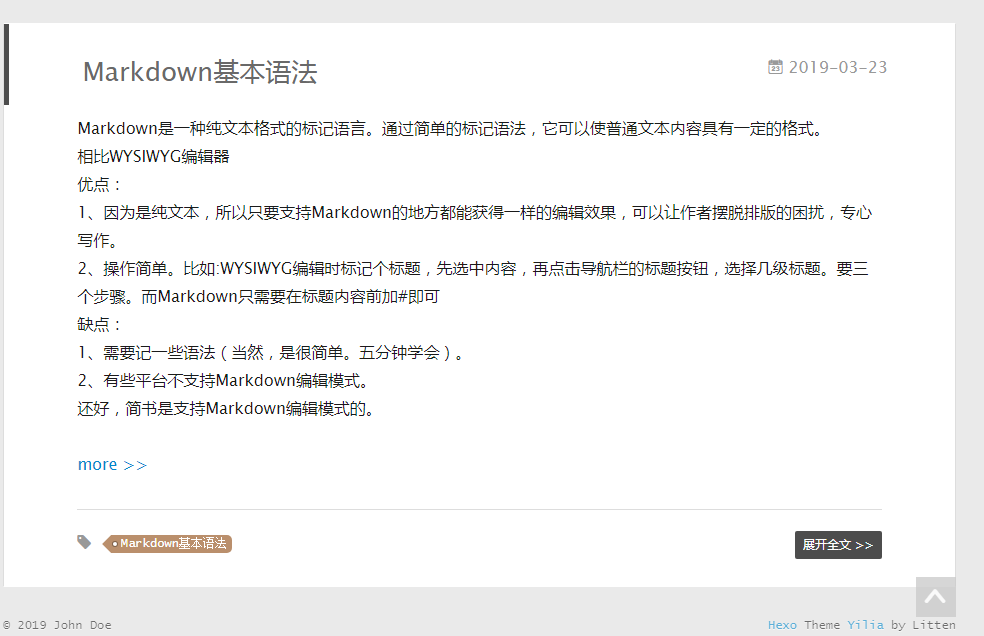 Markdown基本语法
23 2019-03-23
Markdown是一种纯文本格式的标记语言。通过简单的标记语法，它可以使普通文本内容具有一定的格式。
相比WYSIWYG编辑器
优点：
1、因为是纯文本，所以只要支持Markdown的地方都能获得一样的编辑效果，可以让作者摆脱排版的困扰，专心
写作。
2、操作简单。比如:WYSIWYG编辑时标记个标题，先选中内容，再点击导航栏的标题按钮，选择几级标题。要三
个步骤。而Markdown只需要在标题内容前加#即可
缺点：
1、需要记一些语法（当然，是很简单。五分钟学会）。
2、有些平台不支持Markdown编辑模式。
还好，简书是支持Markdown编辑模式的。
more >>
Markdown基本语法
展开全文 >>
© 2019 John Doe
Hexo Theme Yilia by Litten